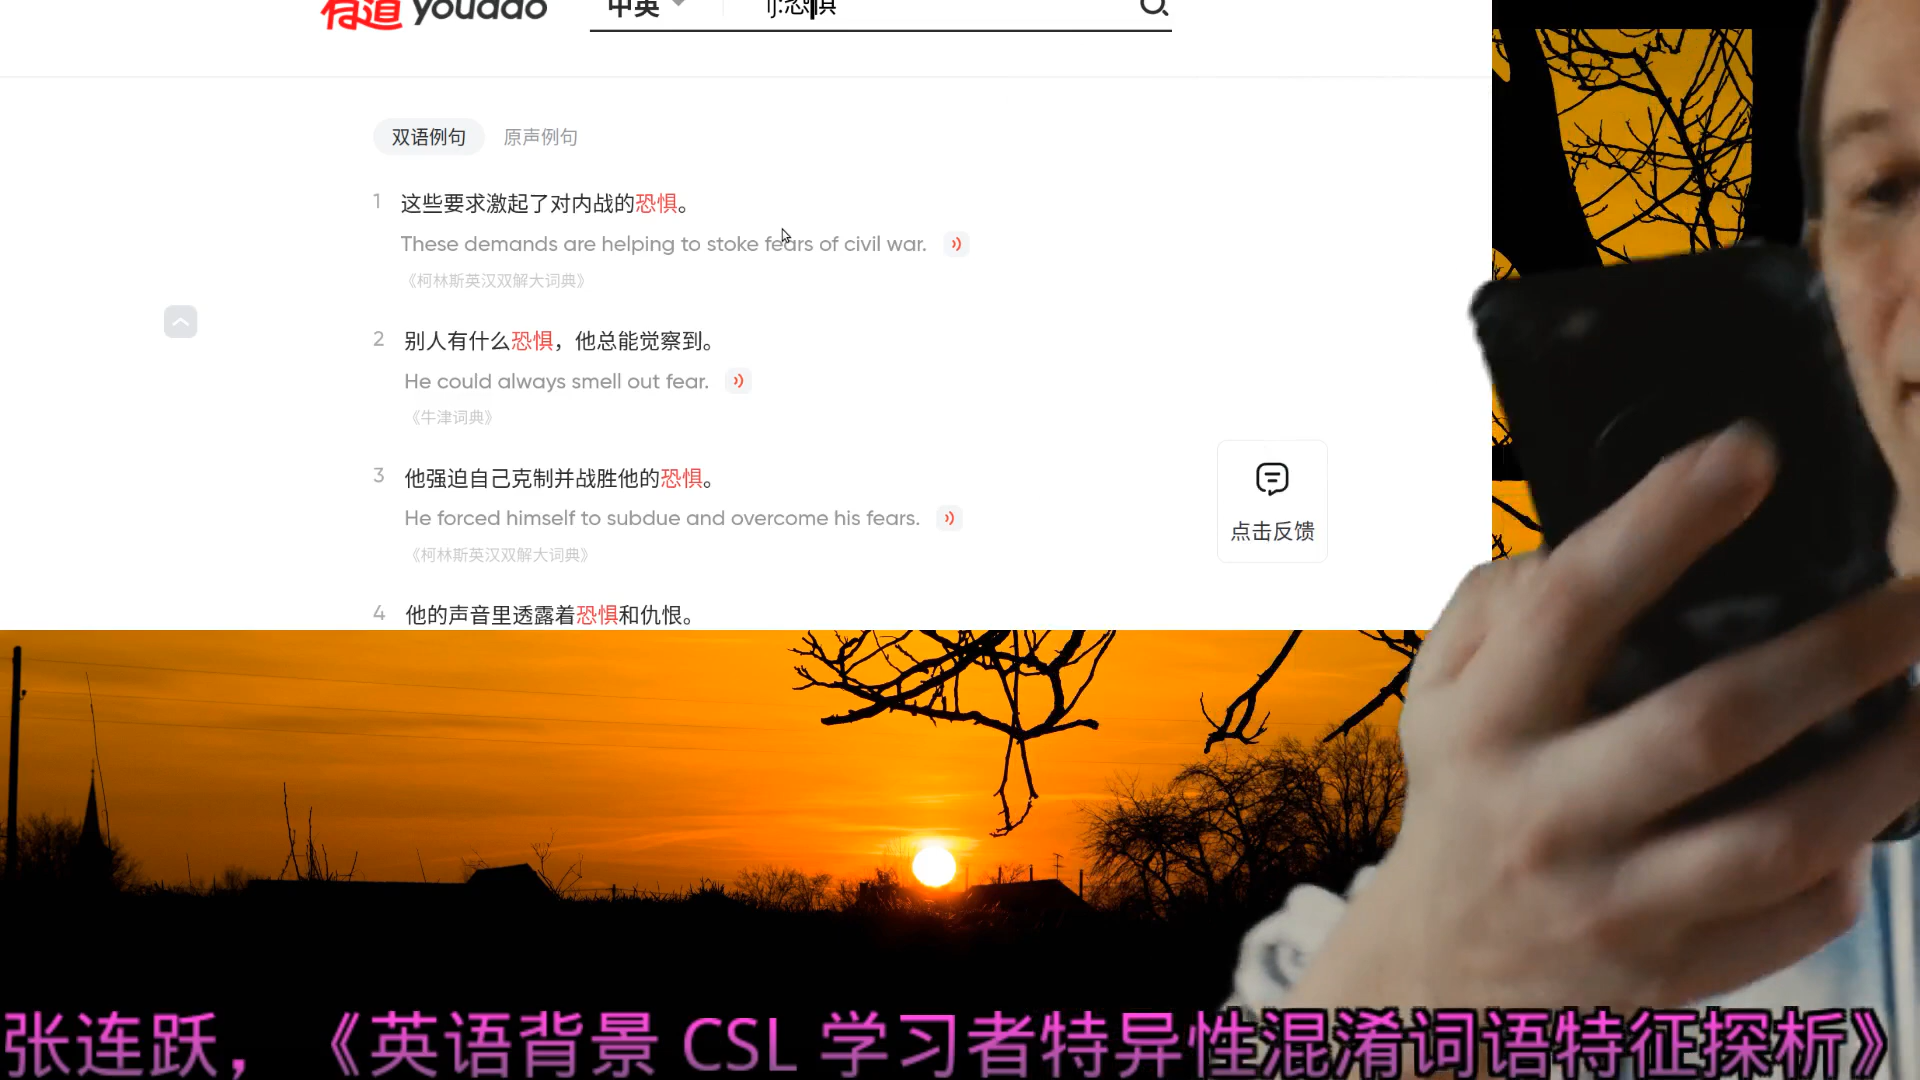 有道 youdao 中英 lj:恐惧
双语例句 原声例句
1 这些要求激起了对内战的恐惧。
These demands are helping to stoke fears of civil war.
《柯林斯英汉双解大词典》
2 别人有什么恐惧，他总能觉察到。
He could always smell out fear.
《牛津词典》
3 他强迫自己克制并战胜他的恐惧。
He forced himself to subdue and overcome his fears.
《柯林斯英汉双解大词典》
点击反馈
4 他的声音里透露着恐惧和仇恨。
张连跃，《英语背景 CSL 学习者特异性混淆词语特征探析》